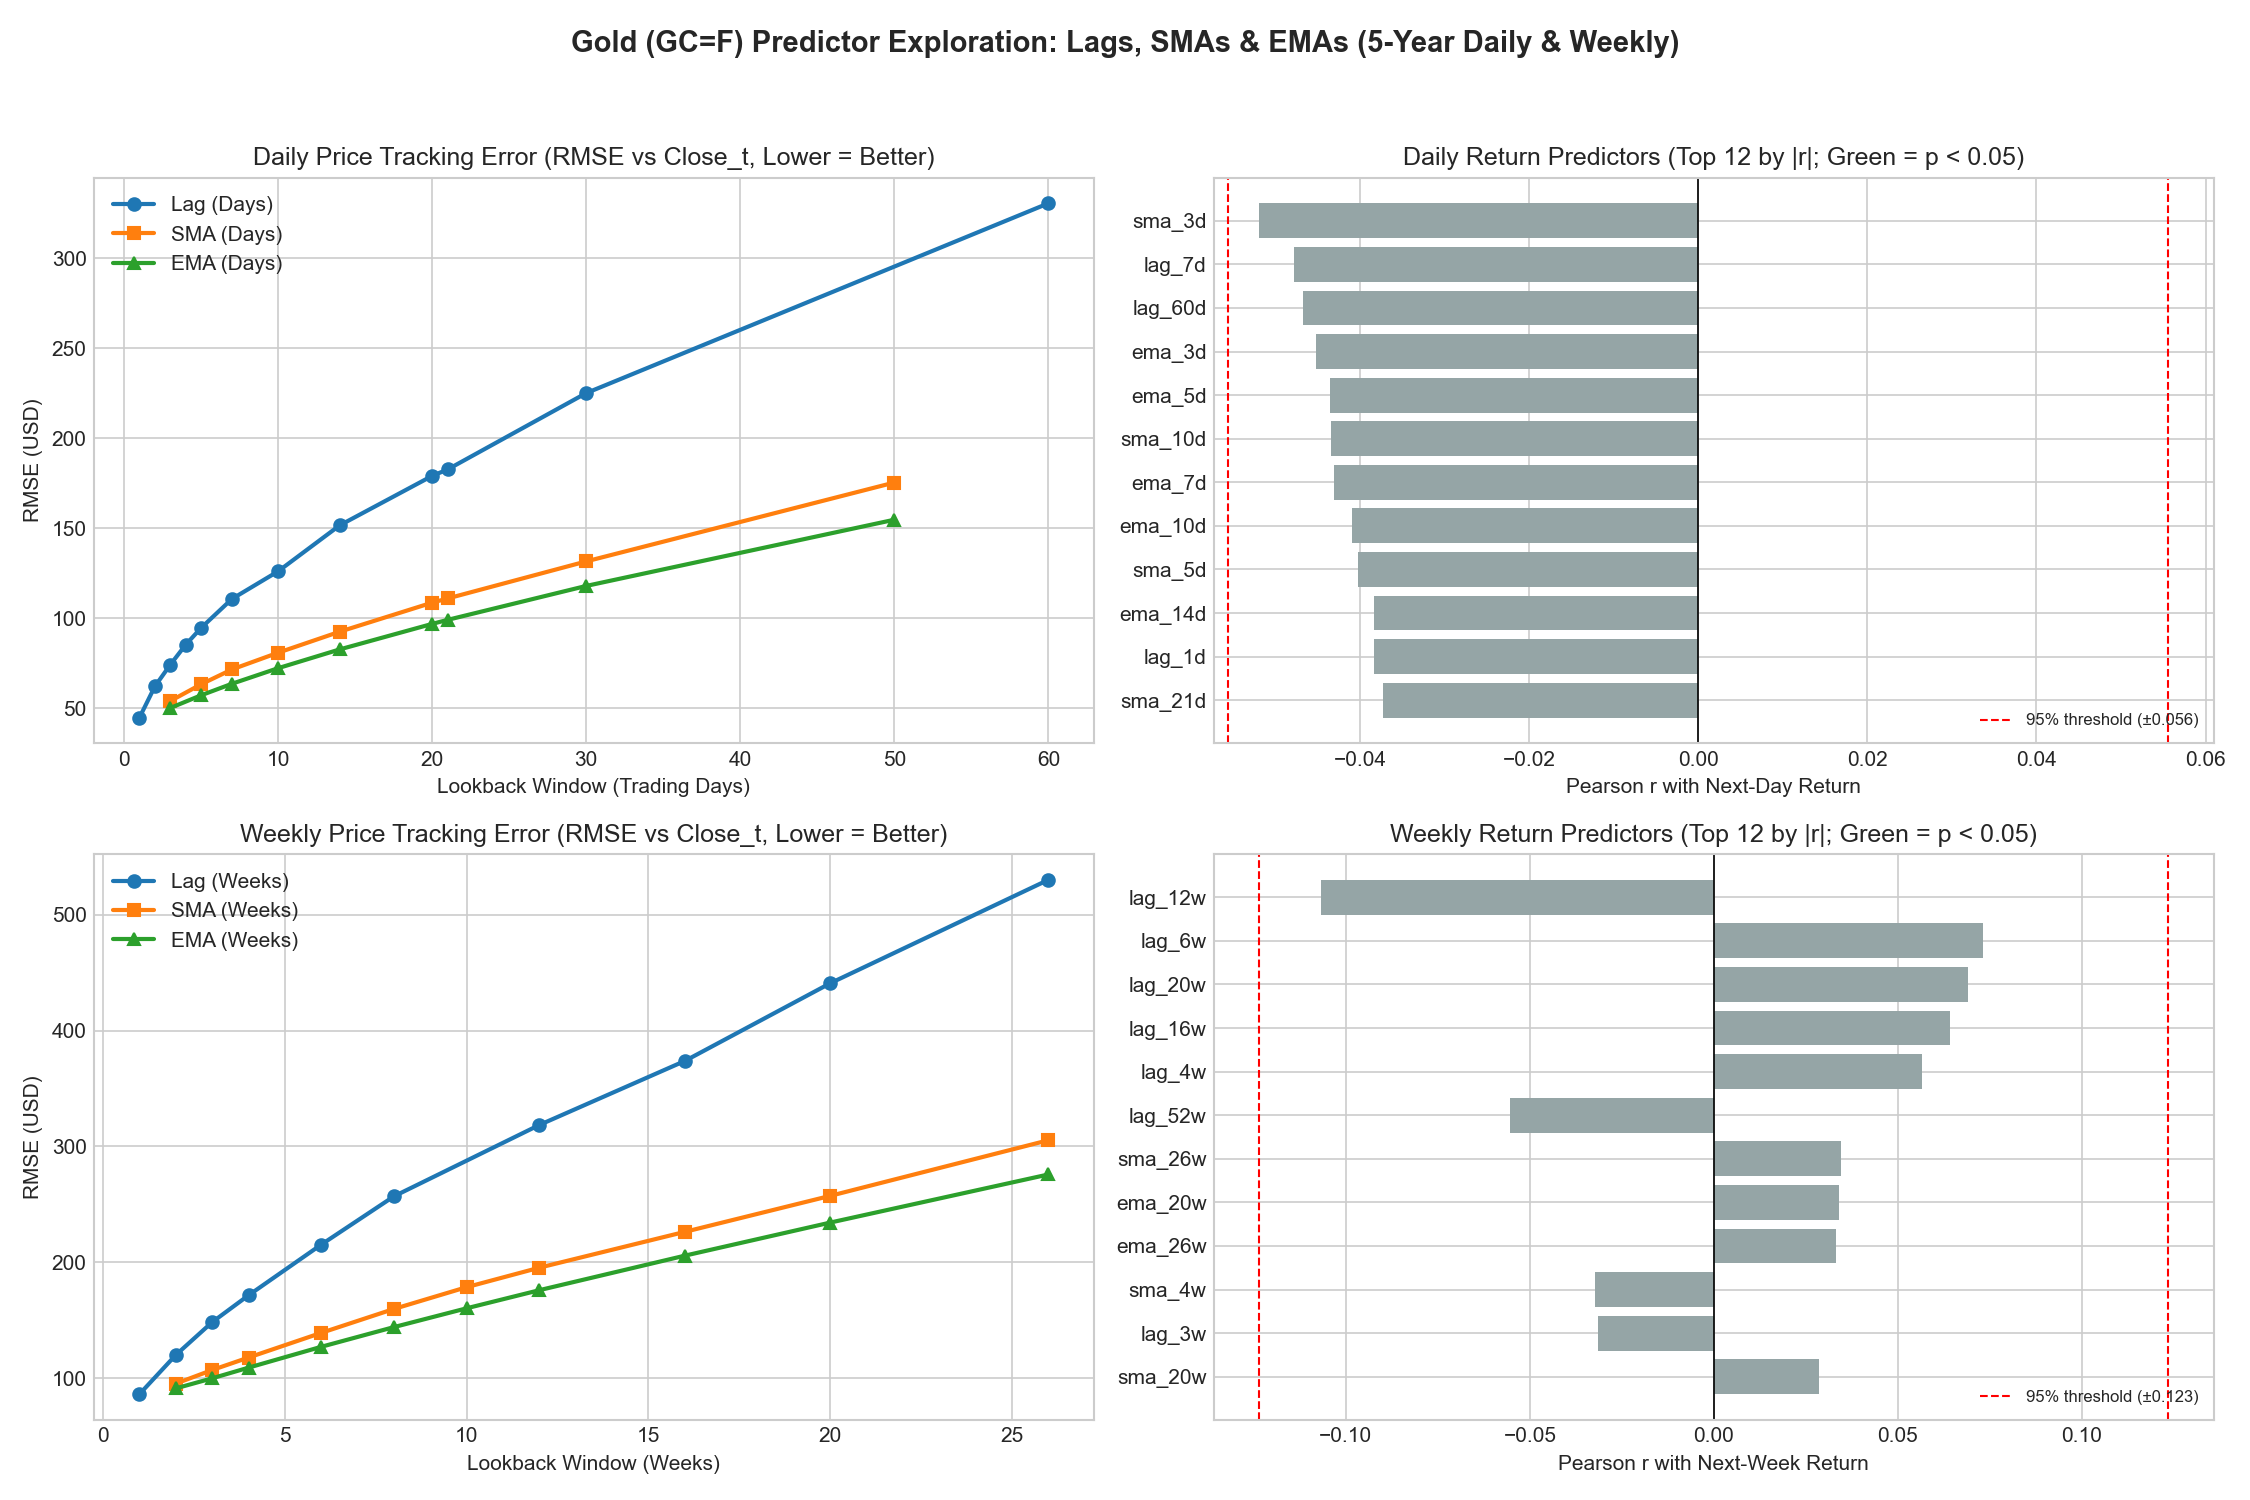 Gold (GC=F) Predictor Exploration: Lags, SMAs & EMAs (5-Year Daily & Weekly)
Daily Price Tracking Error (RMSE vs Close_t, Lower = Better)
Lag (Days)
SMA (Days)
EMA (Days)
300
250
200
150
100
50
RMSE (USD)
0 10 20 30 40 50 60
Lookback Window (Trading Days)
Daily Return Predictors (Top 12 by |r|; Green = p < 0.05)
sma_3d
lag_7d
lag_60d
ema_3d
ema_5d
sma_10d
ema_7d
ema_10d
sma_5d
ema_14d
lag_1d
sma_21d
95% threshold (±0.056)
−0.04 −0.02 0.00 0.02 0.04 0.06
Pearson r with Next-Day Return
Weekly Price Tracking Error (RMSE vs Close_t, Lower = Better)
Lag (Weeks)
SMA (Weeks)
EMA (Weeks)
500
400
300
200
100
RMSE (USD)
0 5 10 15 20 25
Lookback Window (Weeks)
Weekly Return Predictors (Top 12 by |r|; Green = p < 0.05)
lag_12w
lag_6w
lag_20w
lag_16w
lag_4w
lag_52w
sma_26w
ema_20w
ema_26w
sma_4w
lag_3w
sma_20w
95% threshold (±0.123)
−0.10 −0.05 0.00 0.05 0.10
Pearson r with Next-Week Return